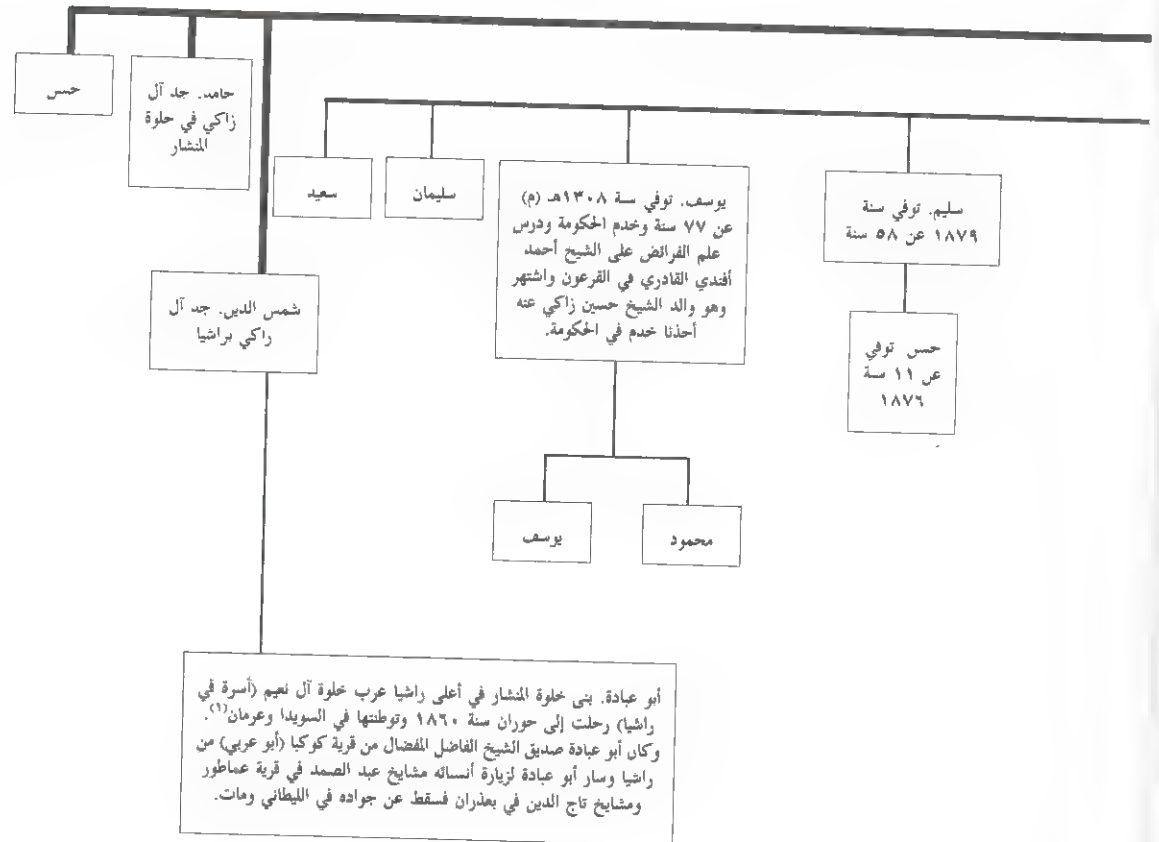 حسن
حامد. جد آل
زاكي في خلوة
المنشار
سعيد
سليمان
يوسف. توفي سنة ١٣٠٨هـ (م)
عن ٧٧ سنة وخدم الحكومة ودرس
علم الفرائض على الشيخ أحمد
أفندي القادري في القرعون واشتهر
وهو والد الشيخ حسين زاكي عنه
أخذنا خدم في الحكومة.
سليم. توفي سنة
١٨٧٩ عن ٥٨ سنة
حسن توفي
عن ١١ سنة
١٨٧٦
شمس الدين. جد آل
زاكي براشيا
يوسف
محمود
أبو عبادة. بنى خلوة المنشار في أعلى راشيا عرب خلوة آل نعيم (أسرة في
راشيا) رحلت إلى حوران سنة ١٨٦٠ وتوطنتها في السويدا وعرمان(١).
وكان أبو عبادة صديق الشيخ الفاضل المفضال من قرية كوكبا (أبو عربي) من
راشيا وسار أبو عبادة لزيارة أنسبائه مشايخ عبد الصمد في قرية عماطور
ومشايخ تاج الدين في بعذران فسقط عن جواده في الليطاني ومات.